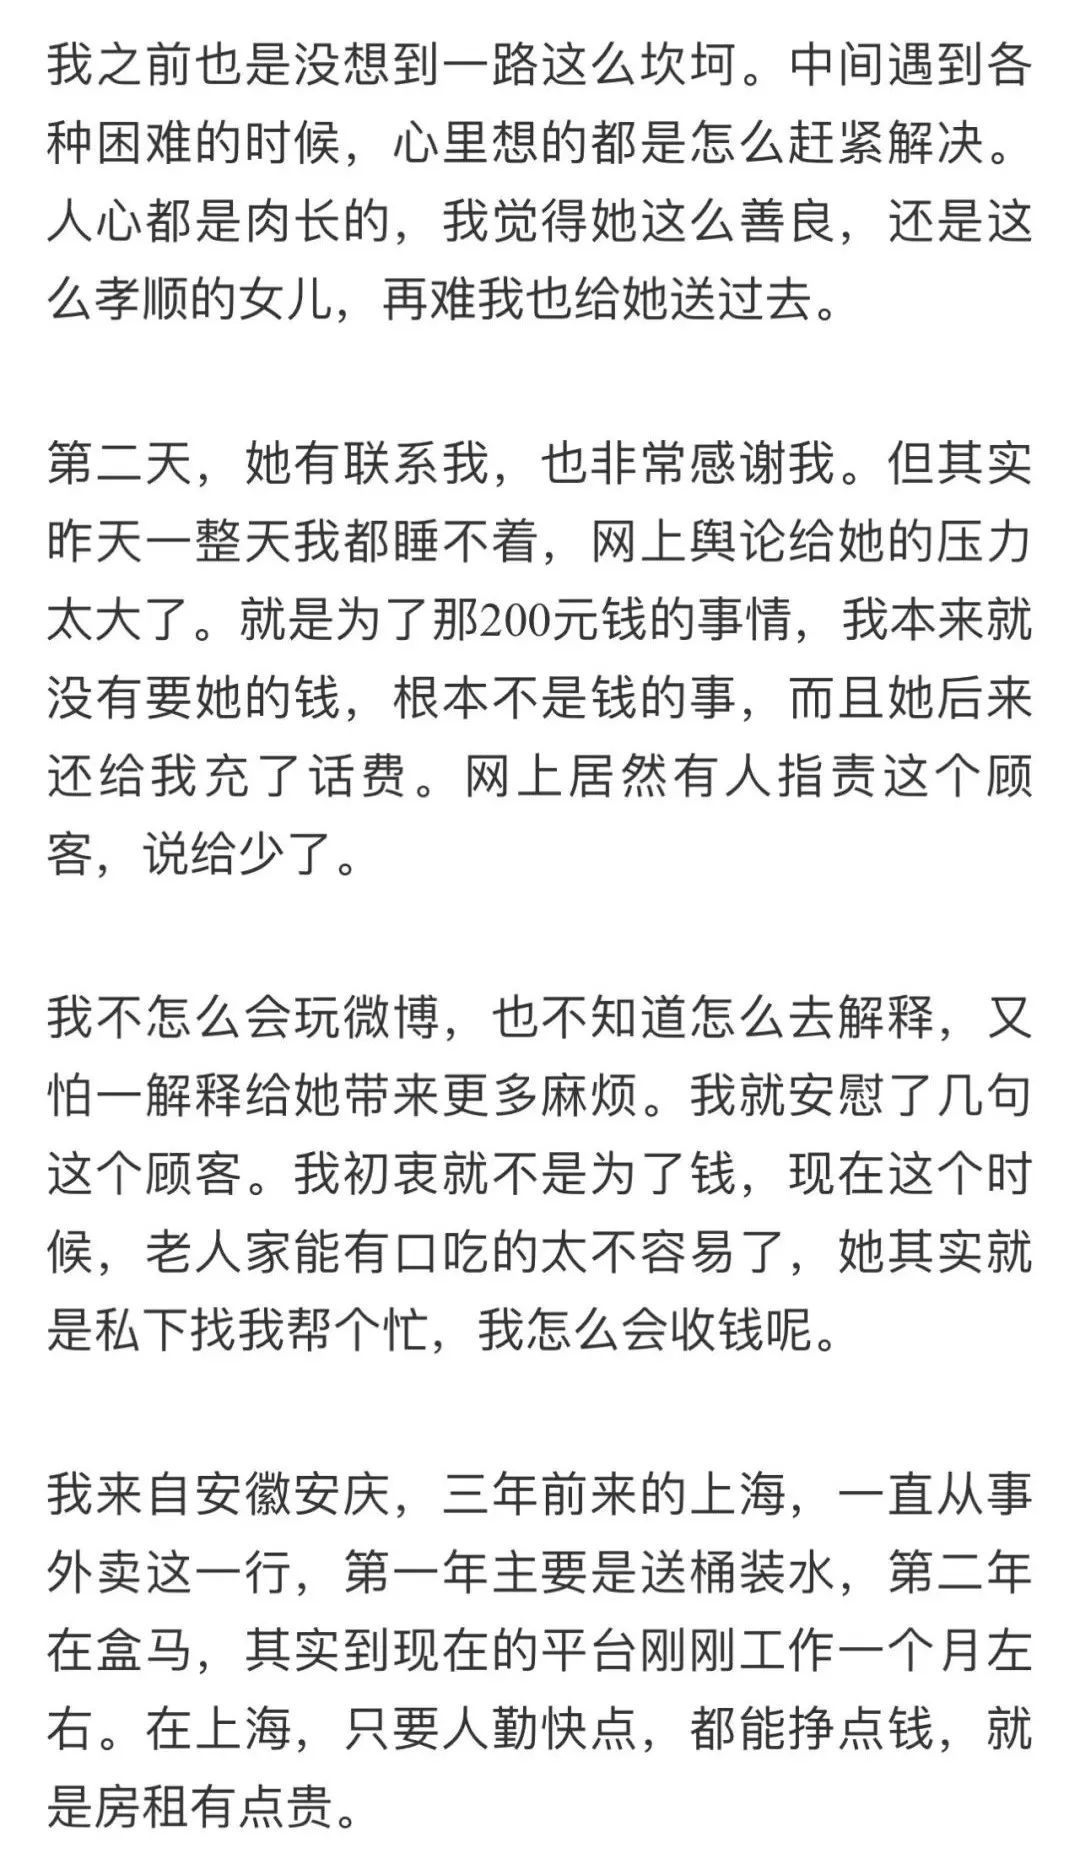 我之前也是没想到一路这么坎坷。中间遇到各
种困难的时候，心里想的都是怎么赶紧解决。
人心都是肉长的，我觉得她这么善良，还是这
么孝顺的女儿，再难我也给她送过去。
第二天，她有联系我，也非常感谢我。但其实
昨天一整天我都睡不着，网上舆论给她的压力
太大了。就是为了那200元钱的事情，我本来就
没有要她的钱，根本不是钱的事，而且她后来
还给我充了话费。网上居然有人指责这个顾
客，说给少了。
我不怎么会玩微博，也不知道怎么去解释，又
怕一解释给她带来更多麻烦。我就安慰了几句
这个顾客。我初衷就不是为了钱，现在这个时
候，老人家能有口吃的太不容易了，她其实就
是私下找我帮个忙，我怎么会收钱呢。
我来自安徽安庆，三年前来的上海，一直从事
外卖这一行，第一年主要是送桶装水，第二年
在盒马，其实到现在的平台刚刚工作一个月左
右。在上海，只要人勤快点，都能挣点钱，就
是房租有点贵。